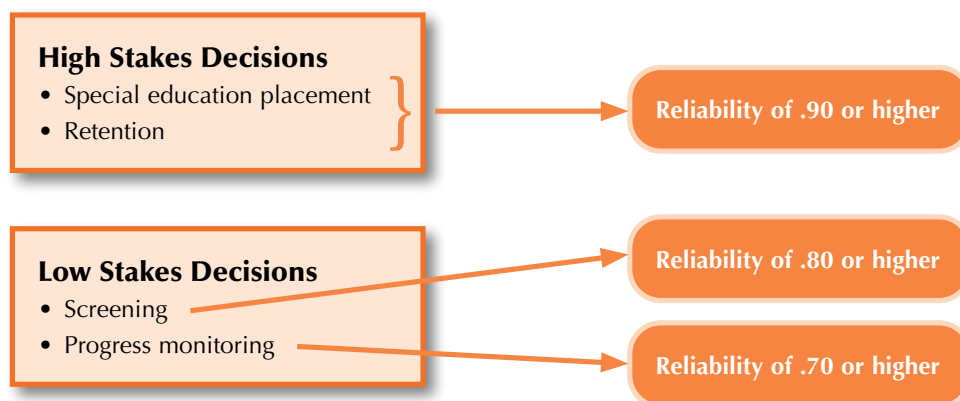 High Stakes Decisions
• Special education placement
• Retention
Reliability of .90 or higher
Low Stakes Decisions
• Screening
• Progress monitoring
Reliability of .80 or higher
Reliability of .70 or higher